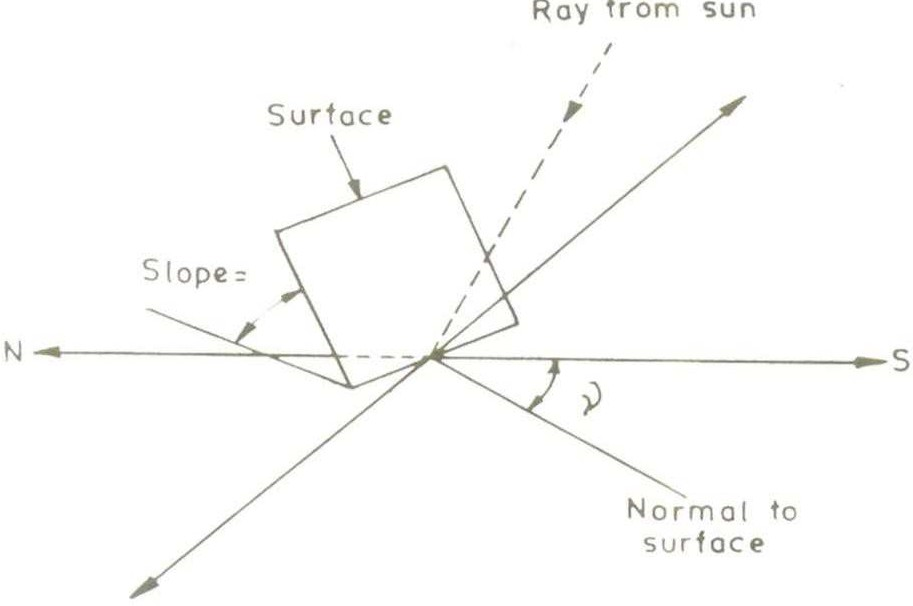 Ray from sun
Surface
Slope=
N
S
Normal to
surface